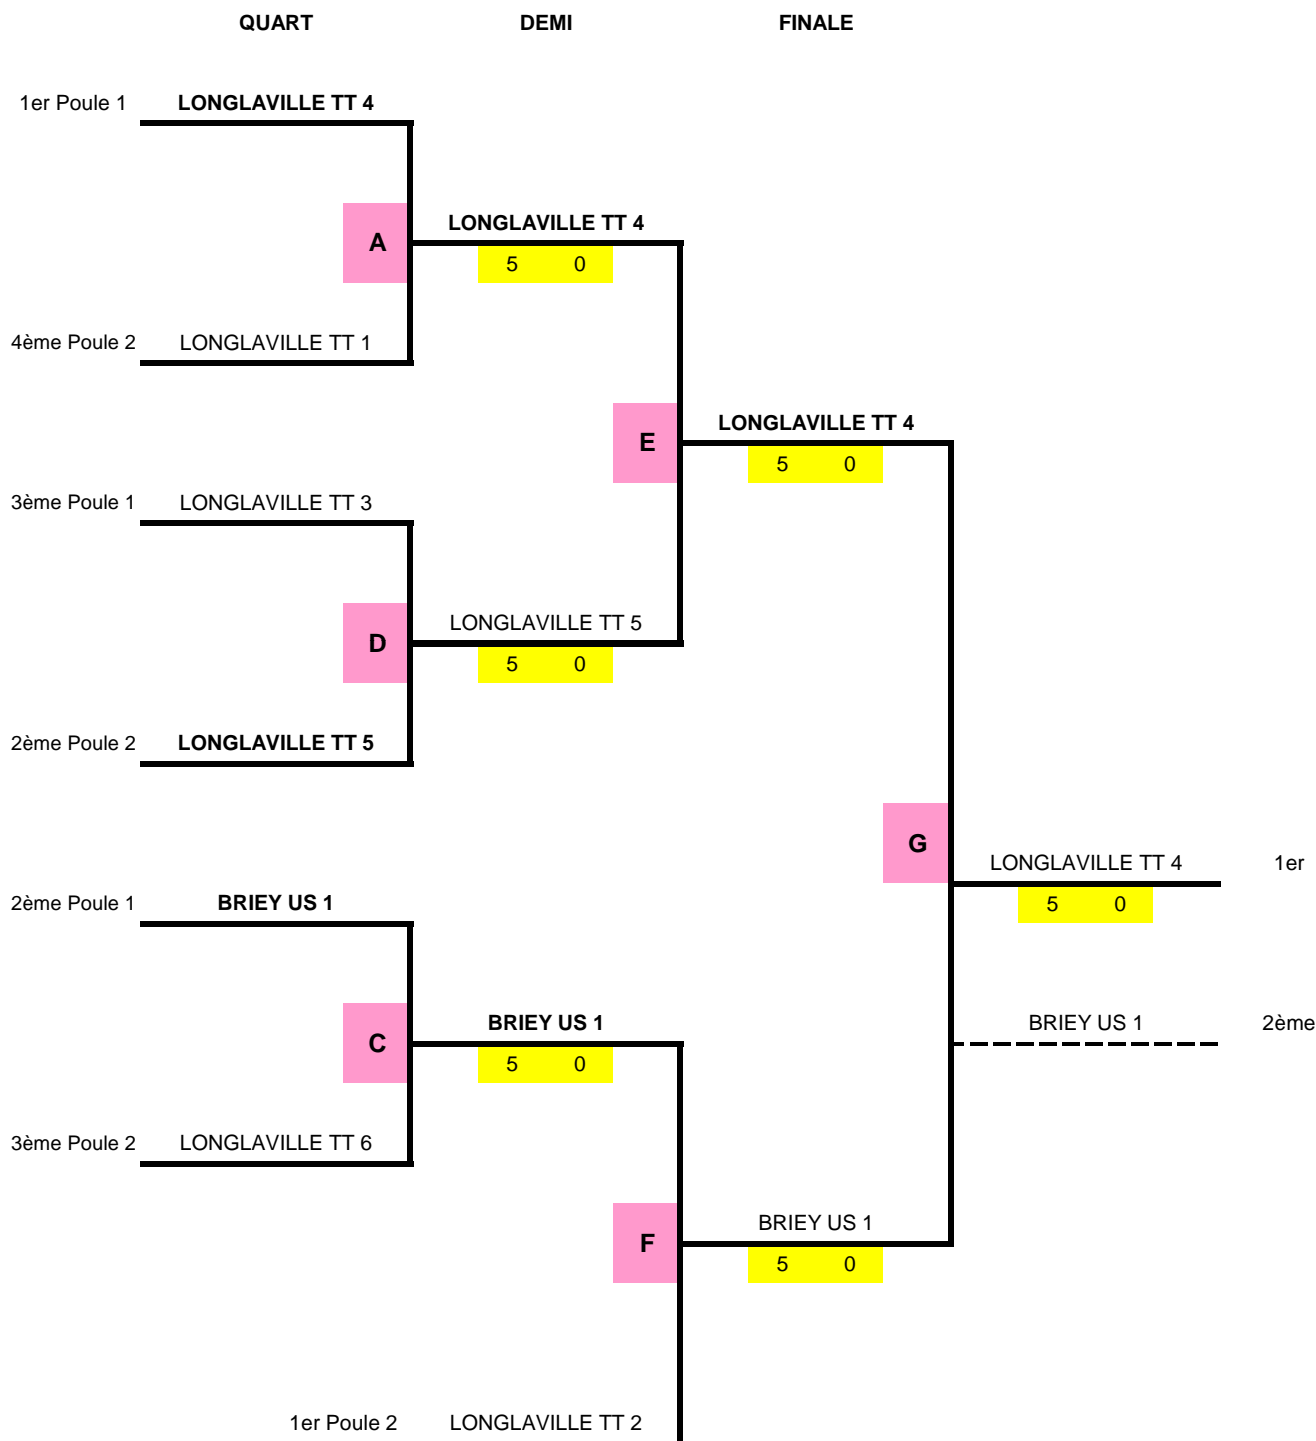 QUART DEMI FINALE
1er Poule 1 LONGLAVILLE TT 4
A LONGLAVILLE TT 4
5 0
4ème Poule 2 LONGLAVILLE TT 1
E LONGLAVILLE TT 4
5 0
3ème Poule 1 LONGLAVILLE TT 3
D LONGLAVILLE TT 5
5 0
2ème Poule 2 LONGLAVILLE TT 5
G LONGLAVILLE TT 4 1er
5 0
2ème Poule 1 BRIEY US 1
C BRIEY US 1
5 0
BRIEY US 1 2ème
3ème Poule 2 LONGLAVILLE TT 6
F BRIEY US 1
5 0
1er Poule 2 LONGLAVILLE TT 2